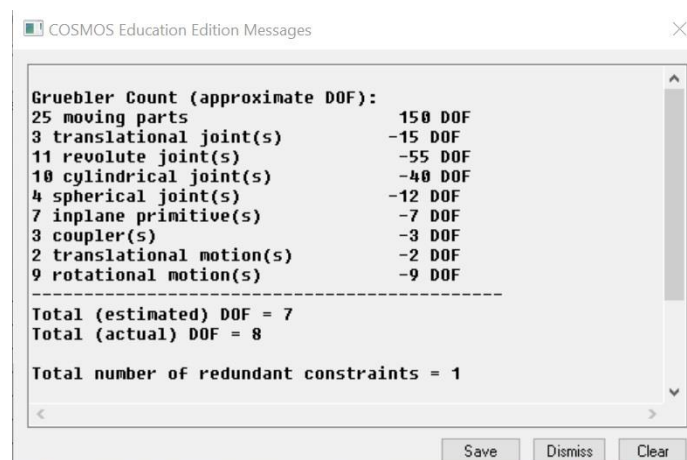 COSMOS Education Edition Messages
Gruebler Count (approximate DOF):
25 moving parts 150 DOF
3 translational joint(s) -15 DOF
11 revolute joint(s) -55 DOF
10 cylindrical joint(s) -40 DOF
4 spherical joint(s) -12 DOF
7 inplane primitive(s) -7 DOF
3 coupler(s) -3 DOF
2 translational motion(s) -2 DOF
9 rotational motion(s) -9 DOF
-----------------------------------------------
Total (estimated) DOF = 7
Total (actual) DOF = 8
Total number of redundant constraints = 1
Save Dismiss Clear